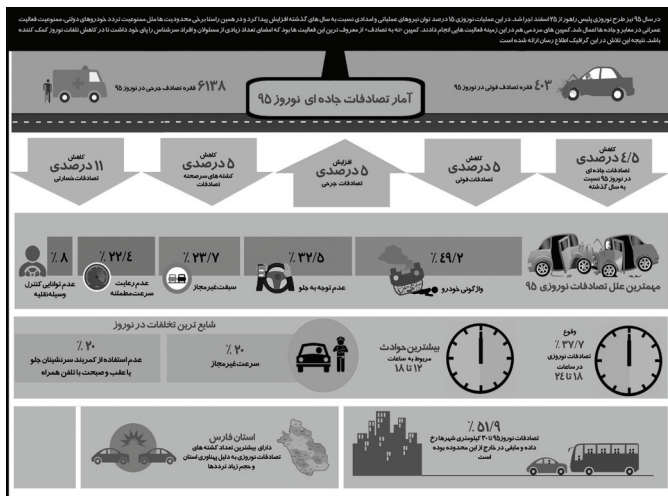 در سال ۹۵ نیز طرح نوروزی پلیس راهور از ۲۵ اسفند اجرا شد. در این عملیات نوروزی ۱۵ درصد توان نیروهای عملیاتی و امدادی نسبت به سال های گذشته افزایش پیدا کرد و در همین راستا برخی محدودیت ها مثل ممنوعیت تردد خودروهای دولتی، ممنوعیت فعالیت
عمرانی در معابر و جاده ها اعمال شد. کمپین های مردمی هم در این زمینه فعالیت هایی انجام دادند. کمپین «نه به تصادف» از معروف ترین این فعالیت ها بود که امضای تعداد زیادی از مسئولان و افراد سرشناس را پای خود داشت تا در کاهش تلفات نوروز کمک کننده
باشد. نتیجه این تلاش در این گرافیک اطلاع رسان ارائه شده است
۴۰۳ فقره تصادف فوتی در نوروز ۹۵
آمار تصادفات جاده ای نوروز ۹۵
۶۱۳۸ فقره تصادف جرحی در نوروز ۹۵
کاهش
۴/۵ درصدی
تصادفات جاده ای
در نوروز ۹۵ نسبت
به سال گذشته
کاهش
۵ درصدی
تصادفات فوتی
افزایش
۵ درصدی
تصادفات جرحی
کاهش
۵ درصدی
کشته های سر صحنه
تصادفات
کاهش
۱۱ درصدی
تصادفات خسارتی
مهمترین علل تصادفات نوروزی ۹۵
٪ ۴۹/۲
واژگونی خودرو
٪ ۳۲/۵
عدم توجه به جلو
٪ ۲۳/۷
سبقت غیر مجاز
٪ ۲۲/۴
عدم رعایت
سرعت مطمئنه
٪ ۸
عدم توانایی کنترل
وسیله نقلیه
وقوع
٪ ۳۷/۷
تصادفات نوروزی
در ساعات
۱۸ تا ۲۴
بیشترین حوادث
مربوط به ساعات
۱۲ تا ۱۸
شایع ترین تخلفات در نوروز
٪ ۲۰
سرعت غیر مجاز
٪ ۲۰
عدم استفاده از کمربند سرنشینان جلو
یا عقب و صبحت با تلفن همراه
٪ ۵۱/۹
تصادفات نوروز ۹۵ تا ۳۰ کیلومتری شهرها رخ
داده و مابقی در خارج از این محدوده بوده
است
استان فارس
دارای بیشترین تعداد کشته های
تصادفات نوروزی به دلیل پهناوری استان
و حجم زیاد ترددها